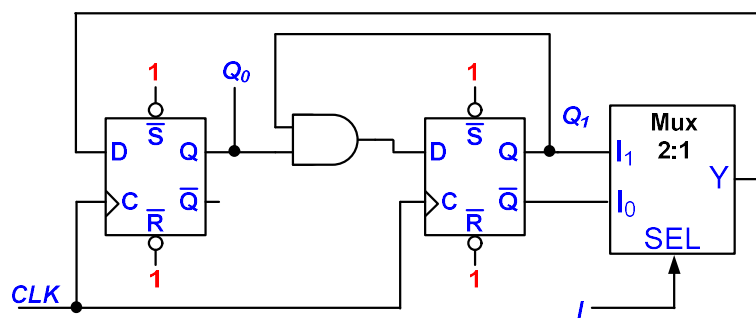 1
Q₀
1
Q₁
Mux
2:1
S̅
S̅
D
Q
D
Q
I₁
Y
C
Q̅
C
Q̅
I₀
R̅
R̅
SEL
1
1
CLK
I